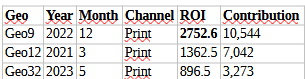 Geo Year Month Channel ROI Contribution
Geo9 2022 12 Print 2752.6 10,544
Geo12 2021 3 Print 1362.5 7,042
Geo32 2023 5 Print 896.5 3,273